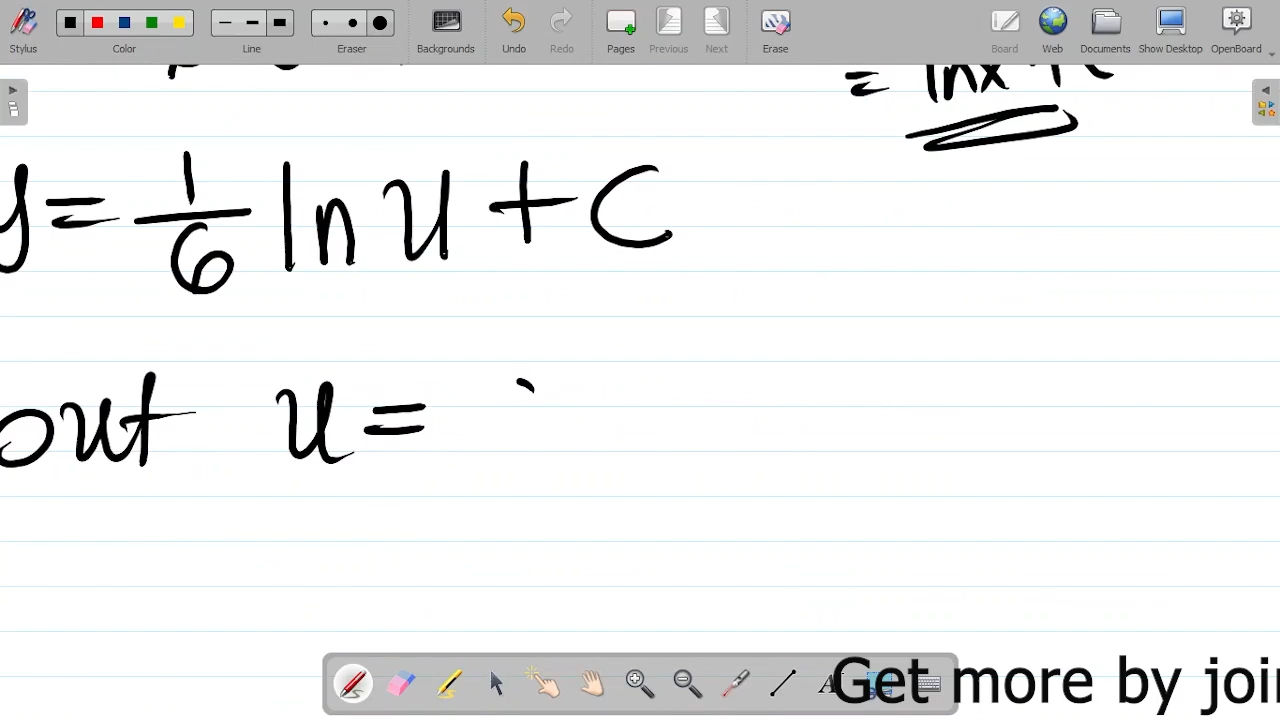 Stylus
Color
Line
Eraser
Backgrounds
Undo
Redo
Pages
Previous
Next
Erase
Board
Web
Documents
Show Desktop
OpenBoard
= lnx + c
y = 1/6 ln u + C
out u =
Get more by join